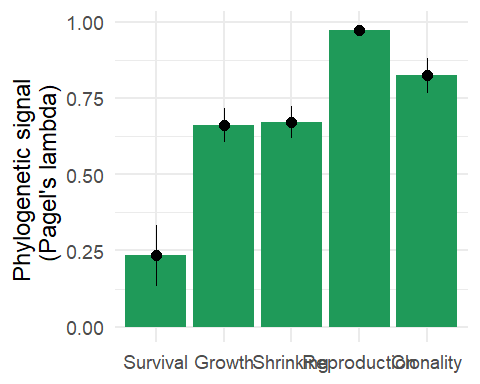 Phylogenetic signal
(Pagel's lambda)
1.00
0.75
0.50
0.25
0.00
Survival Growth Shrinking Reproduction Clonality